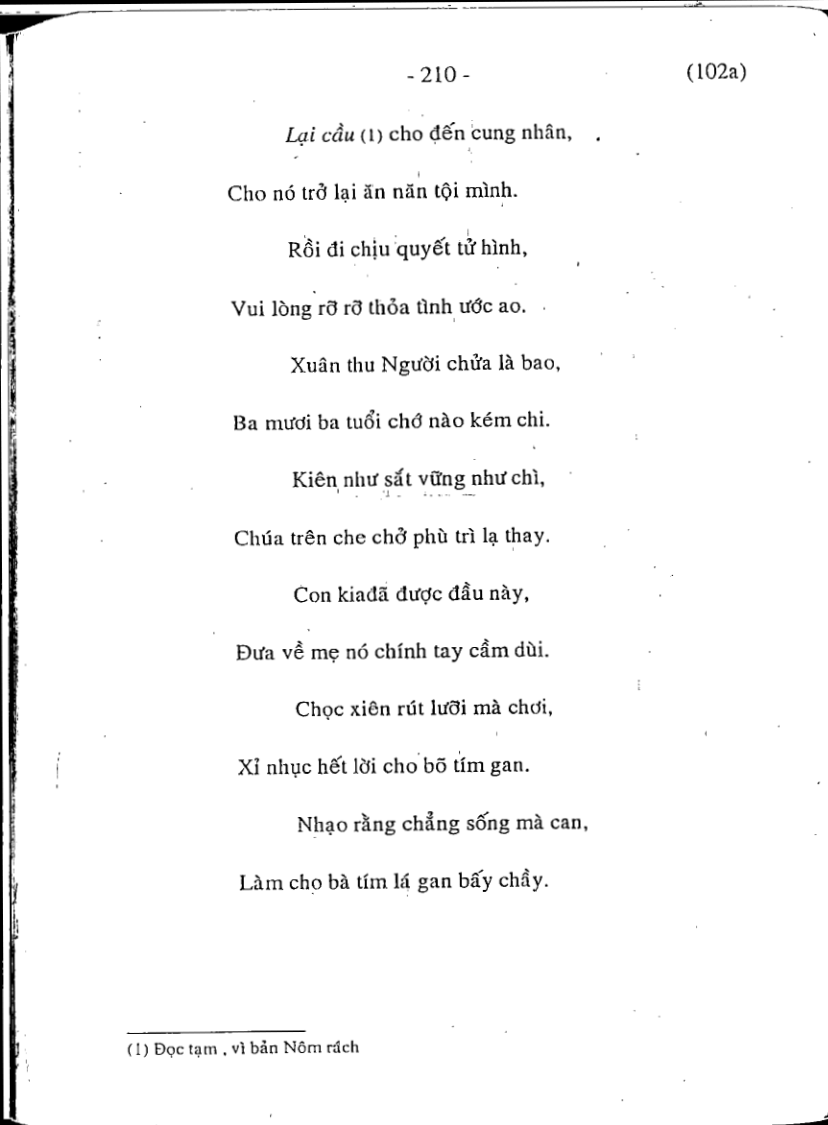 - 210 - (102a)
Lại cầu (1) cho đến cung nhân,
Cho nó trở lại ăn năn tội mình.
Rồi đi chịu quyết tử hình,
Vui lòng rỡ rỡ thỏa tình ước ao.
Xuân thu Người chửa là bao,
Ba mươi ba tuổi chớ nào kém chi.
Kiên như sắt vững như chì,
Chúa trên che chở phù trì lạ thay.
Con kiađã được đầu này,
Đưa về mẹ nó chính tay cầm dùi.
Chọc xiên rút lưỡi mà chơi,
Xỉ nhục hết lời cho bõ tím gan.
Nhạo rằng chẳng sống mà can,
Làm cho bà tím lá gan bấy chầy.
(1) Đọc tạm , vì bản Nôm rách